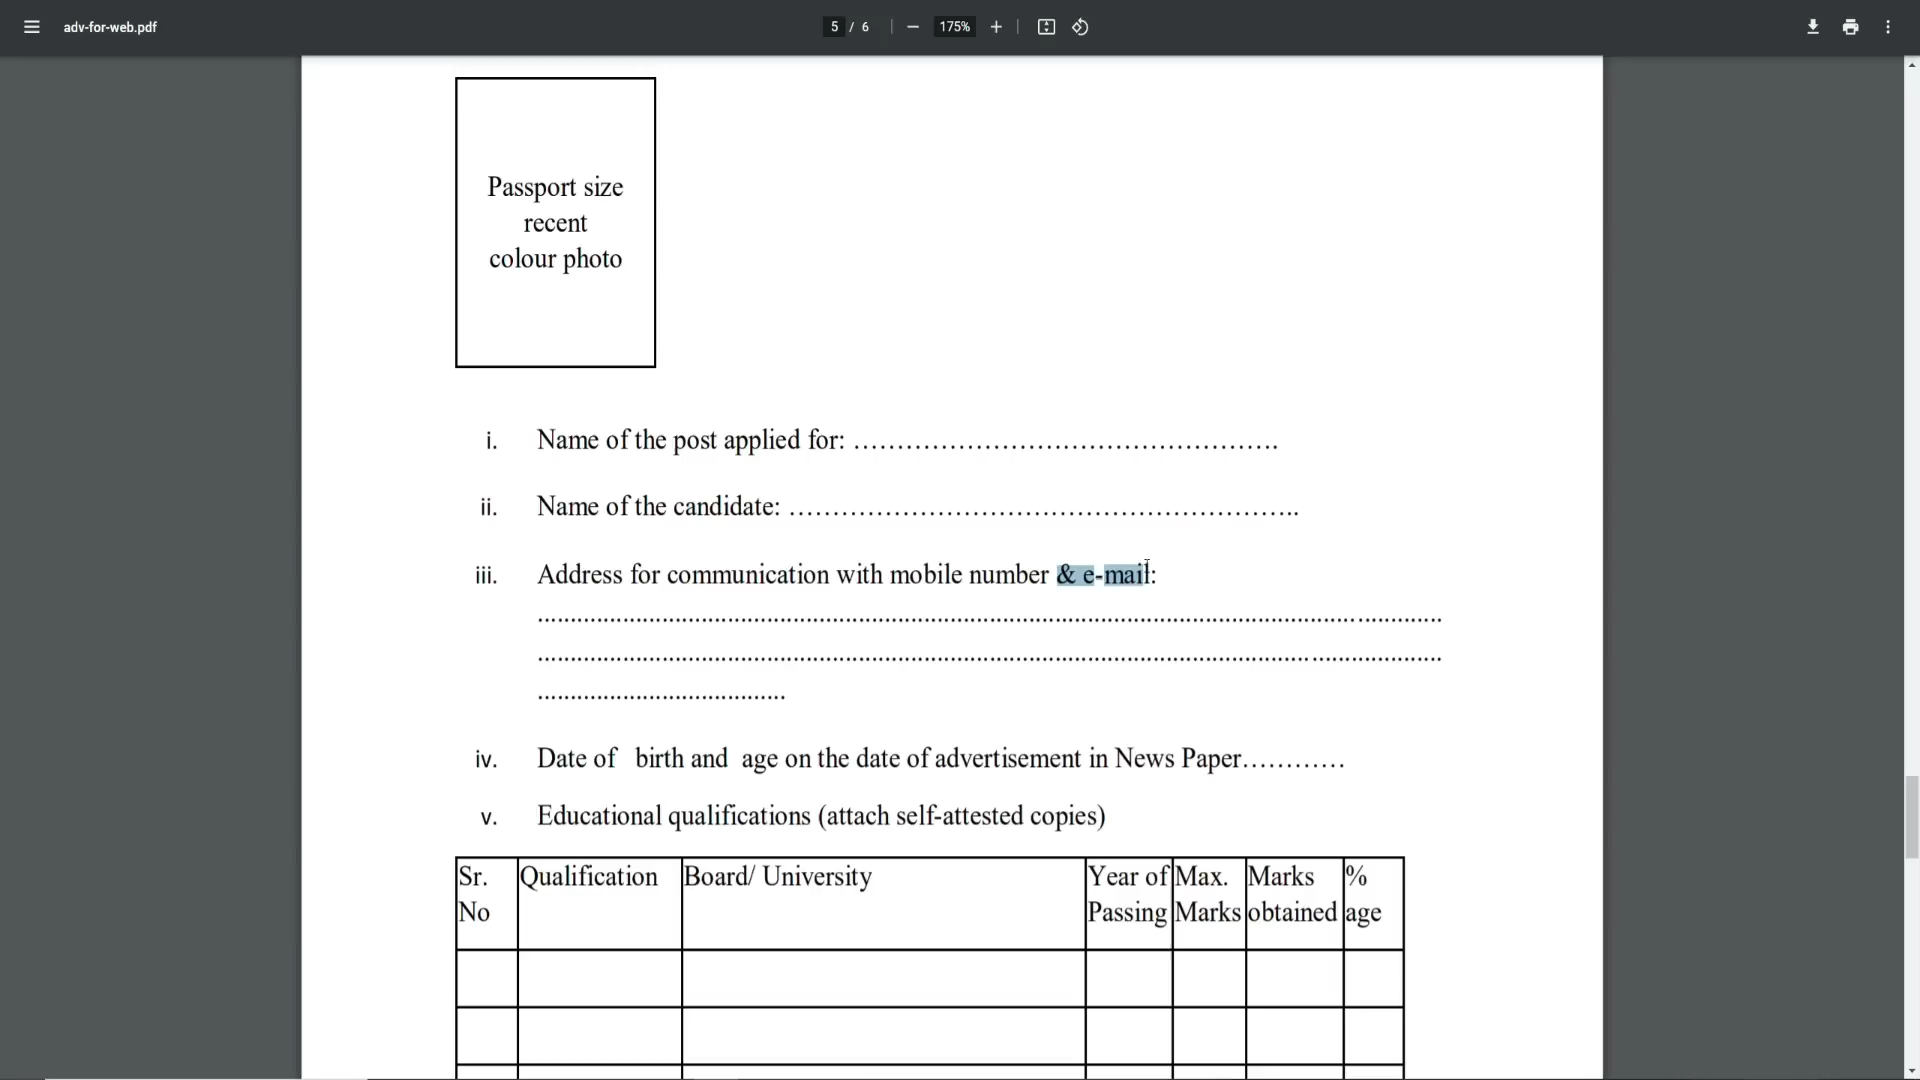 adv-for-web.pdf
5 / 6
175%
Passport size
recent
colour photo
i. Name of the post applied for: ……………………………………….
ii. Name of the candidate: …………………………………………………..
iii. Address for communication with mobile number & e-mail:
..........................................................................................................................................
..........................................................................................................................................
......................................
iv. Date of birth and age on the date of advertisement in News Paper…………
v. Educational qualifications (attach self-attested copies)
Sr. No Qualification Board/ University Year of Passing Max. Marks Marks obtained % age